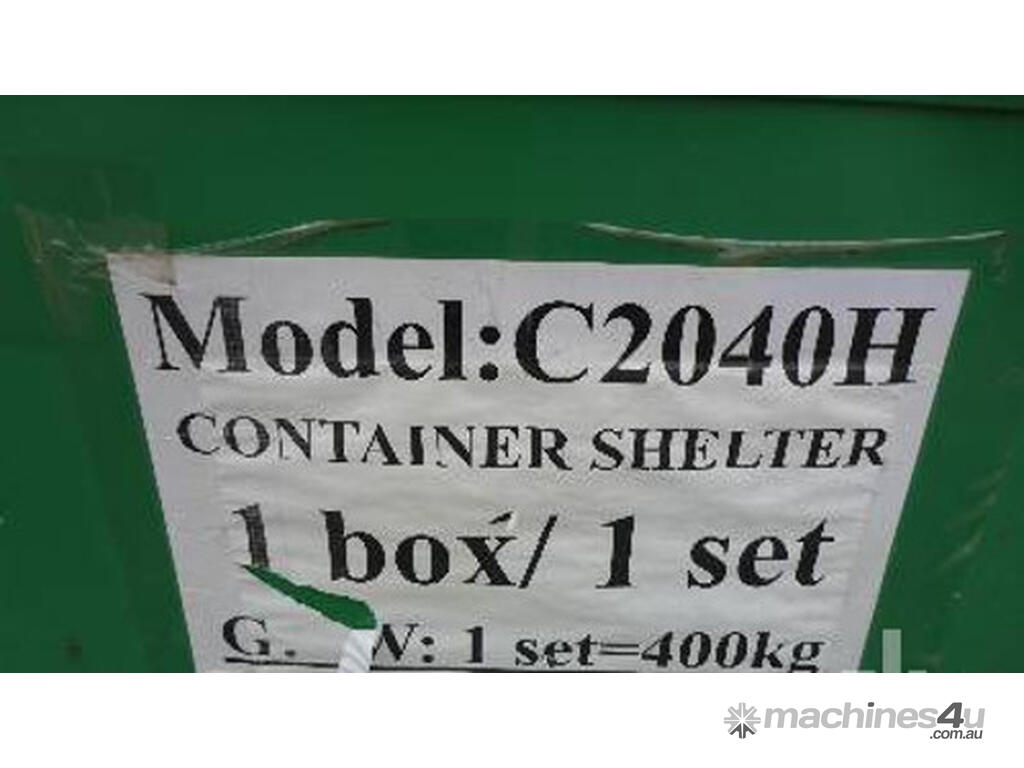 Model:C2040H
CONTAINER SHELTER
1 box/ 1 set
G. W: 1 set=400kg
machines4u
.com.au